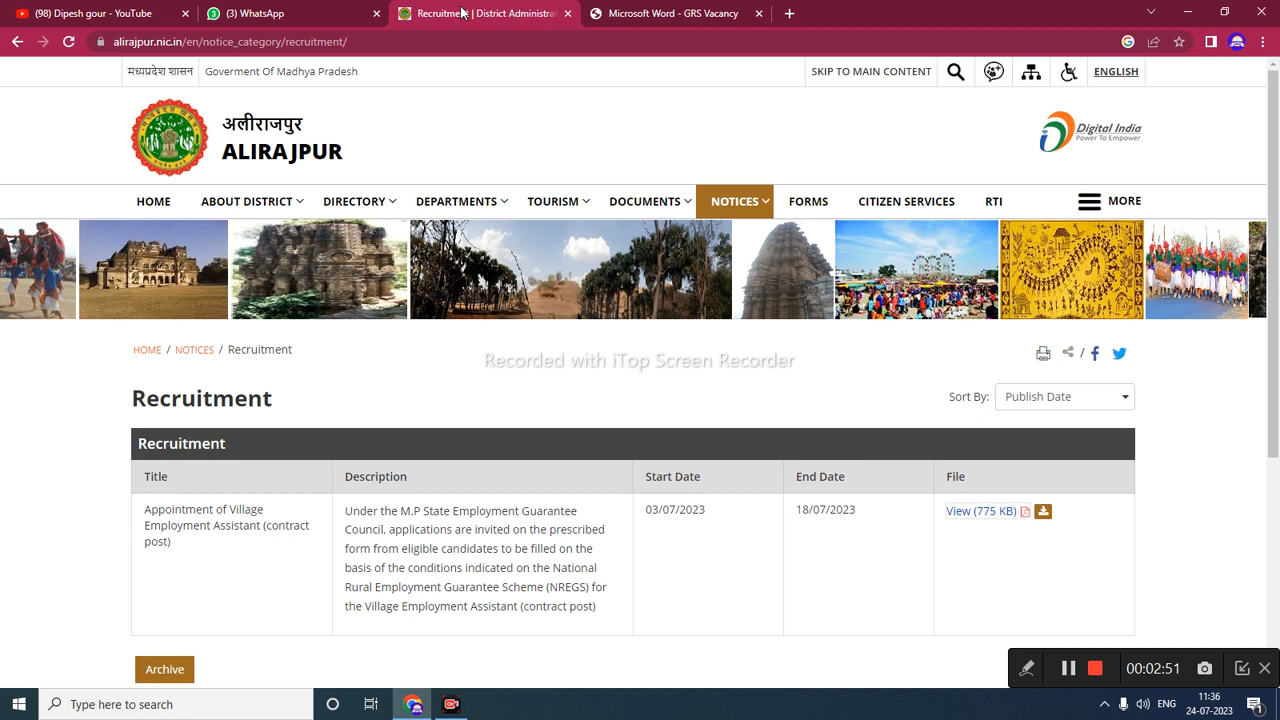 (98) Dipesh gour - YouTube
(3) WhatsApp
Recruitment | District Administrat
Microsoft Word - GRS Vacancy
alirajpur.nic.in/en/notice_category/recruitment/
मध्यप्रदेश शासन
Goverment Of Madhya Pradesh
SKIP TO MAIN CONTENT
ENGLISH
अलीराजपुर
ALIRAJPUR
Digital India
Power To Empower
HOME
ABOUT DISTRICT
DIRECTORY
DEPARTMENTS
TOURISM
DOCUMENTS
NOTICES
FORMS
CITIZEN SERVICES
RTI
MORE
HOME / NOTICES / Recruitment
Recorded with iTop Screen Recorder
Recruitment
Sort By:
Publish Date
Recruitment
Title
Description
Start Date
End Date
File
Appointment of Village
Employment Assistant (contract
post)
Under the M.P State Employment Guarantee
Council, applications are invited on the prescribed
form from eligible candidates to be filled on the
basis of the conditions indicated on the National
Rural Employment Guarantee Scheme (NREGS) for
the Village Employment Assistant (contract post)
03/07/2023
18/07/2023
View (775 KB)
Archive
00:02:51
Type here to search
ENG
11:36
24-07-2023
1